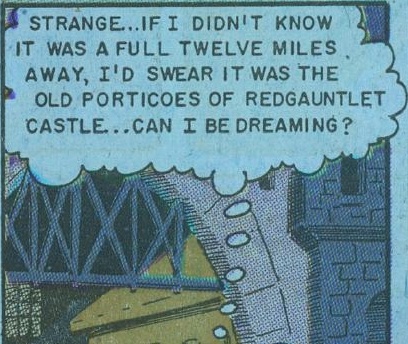 STRANGE...IF I DIDN'T KNOW
IT WAS A FULL TWELVE MILES
AWAY, I'D SWEAR IT WAS THE
OLD PORTICOES OF REDGAUNTLET
CASTLE...CAN I BE DREAMING?